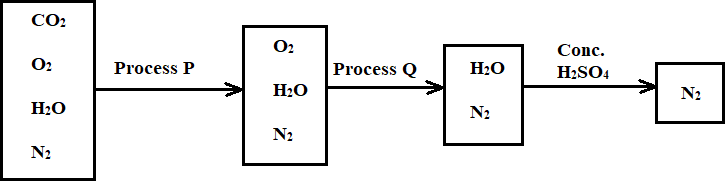 CO₂
O₂
H₂O
N₂
Process P
O₂
H₂O
N₂
Process Q
H₂O
N₂
Conc.
H₂SO₄
N₂